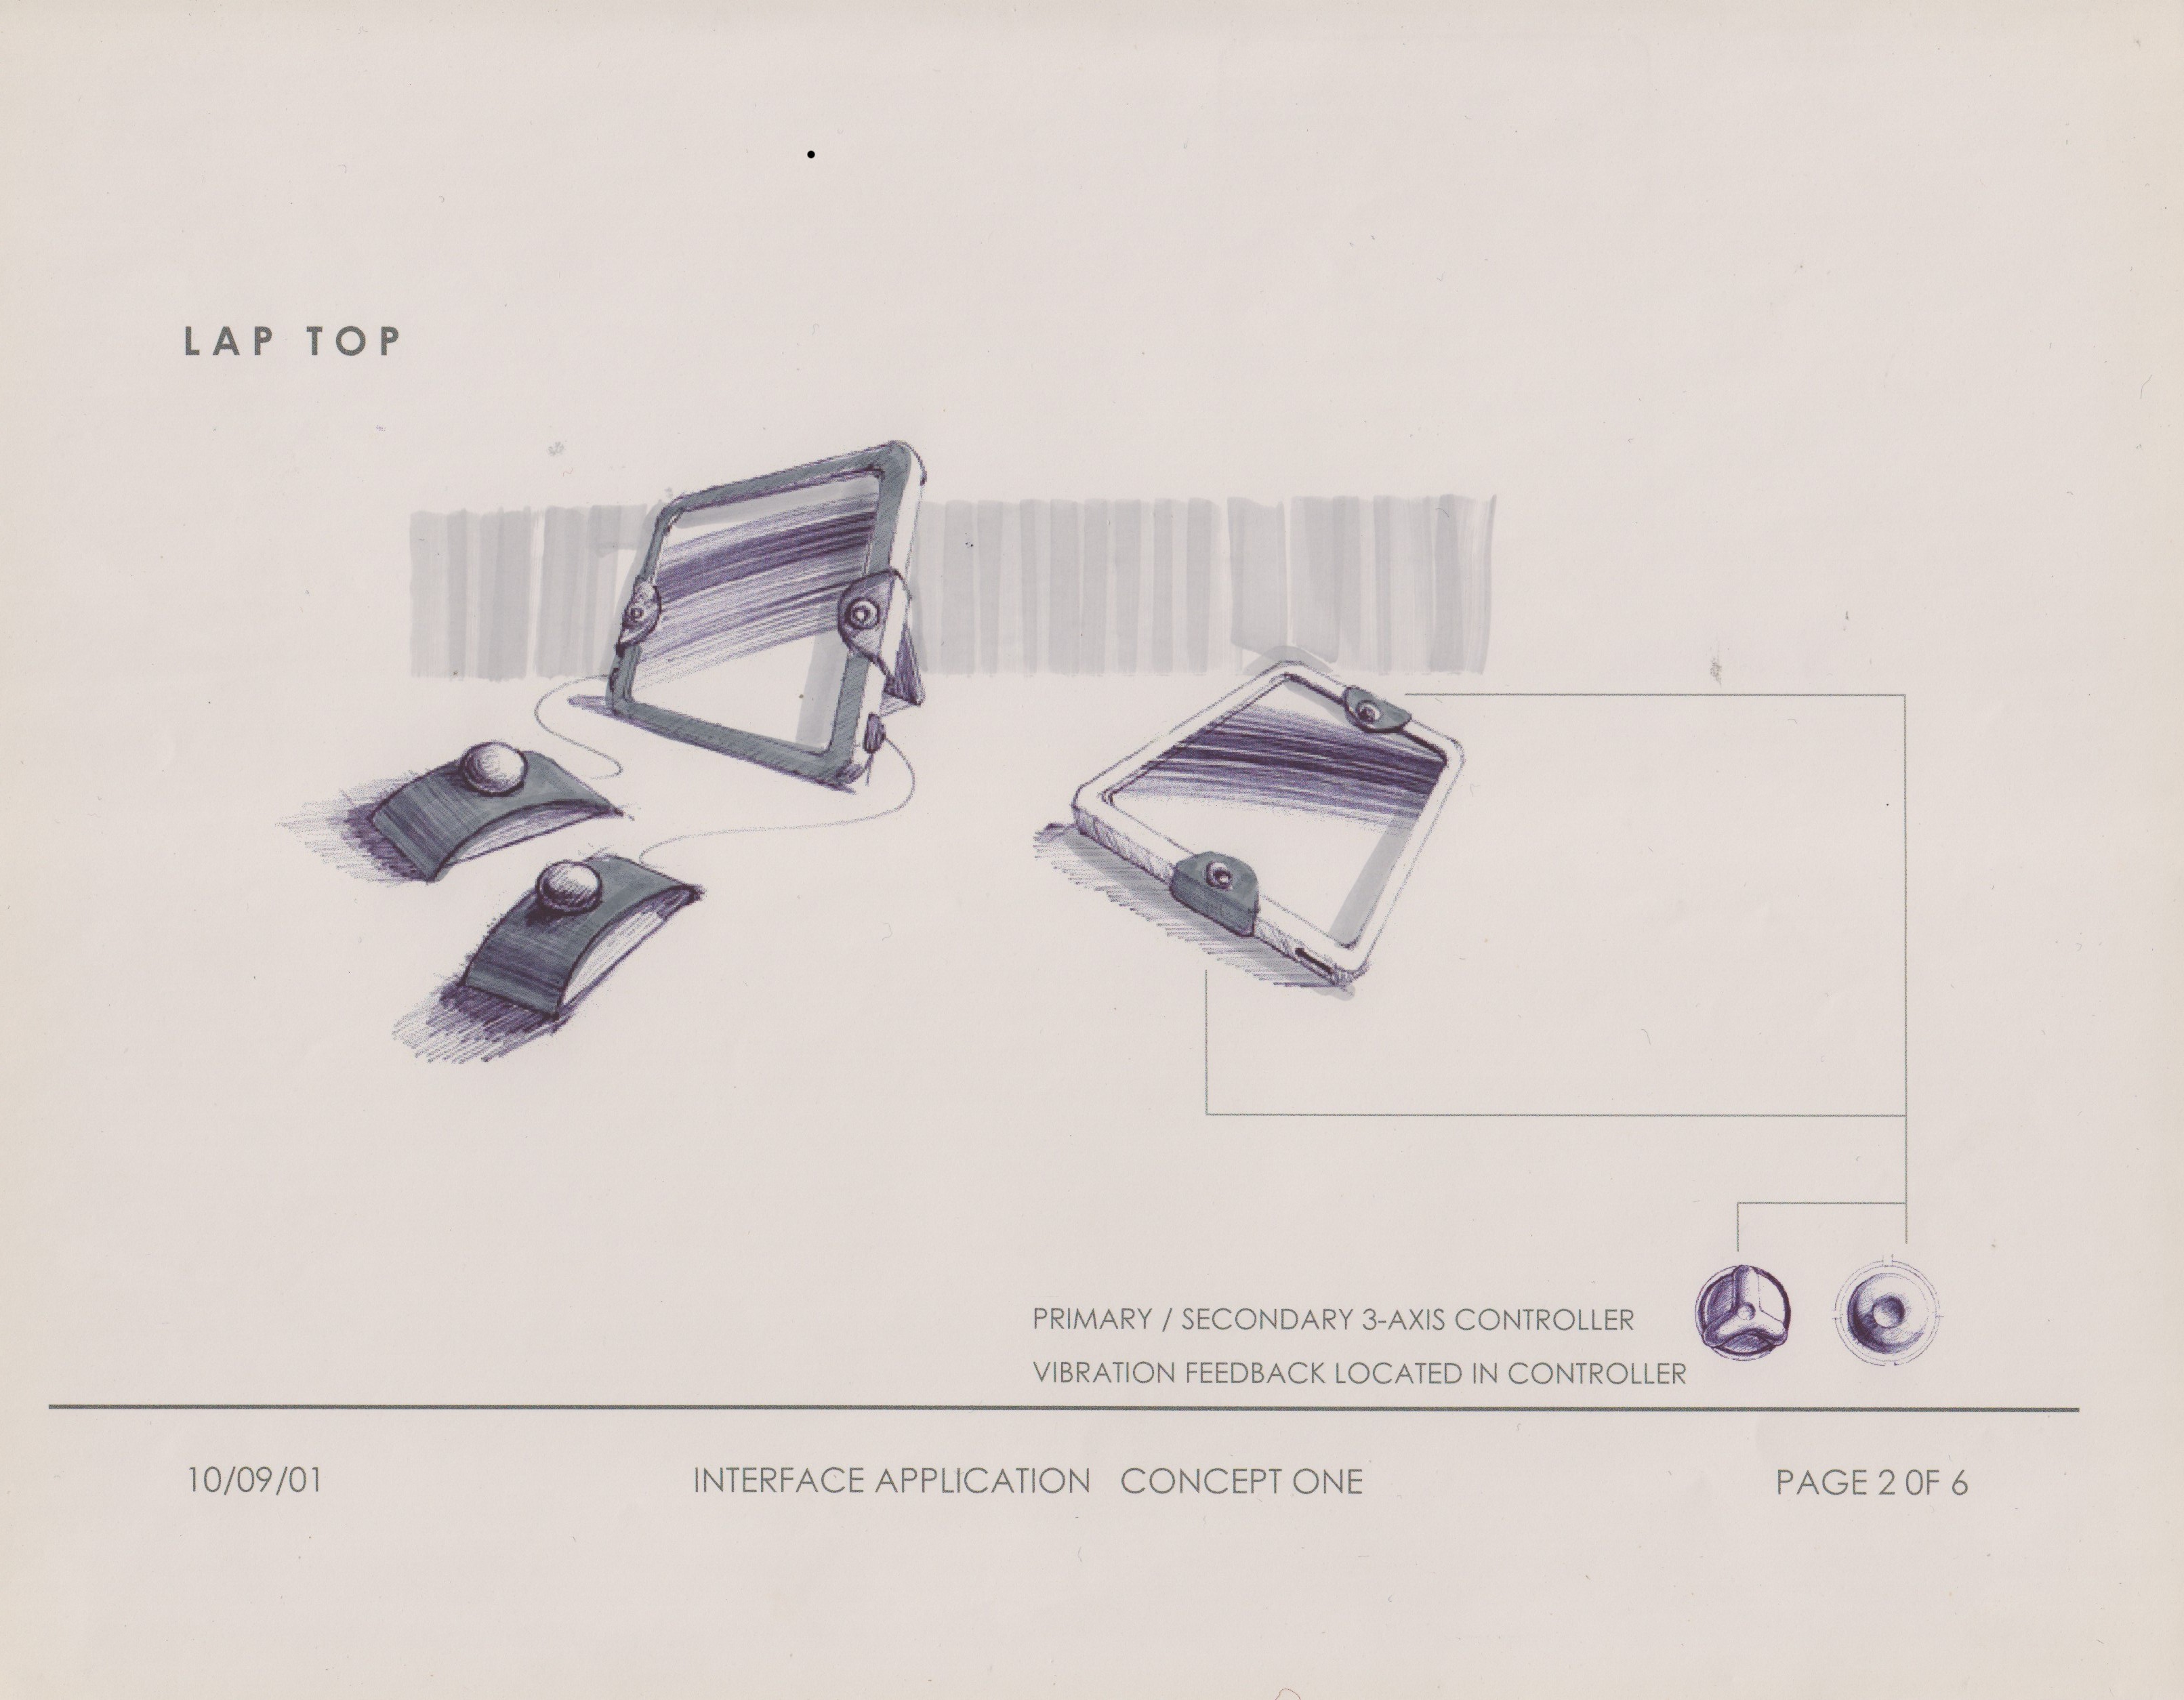 LAP TOP
PRIMARY / SECONDARY 3-AXIS CONTROLLER
VIBRATION FEEDBACK LOCATED IN CONTROLLER
10/09/01
INTERFACE APPLICATION CONCEPT ONE
PAGE 2 0F 6